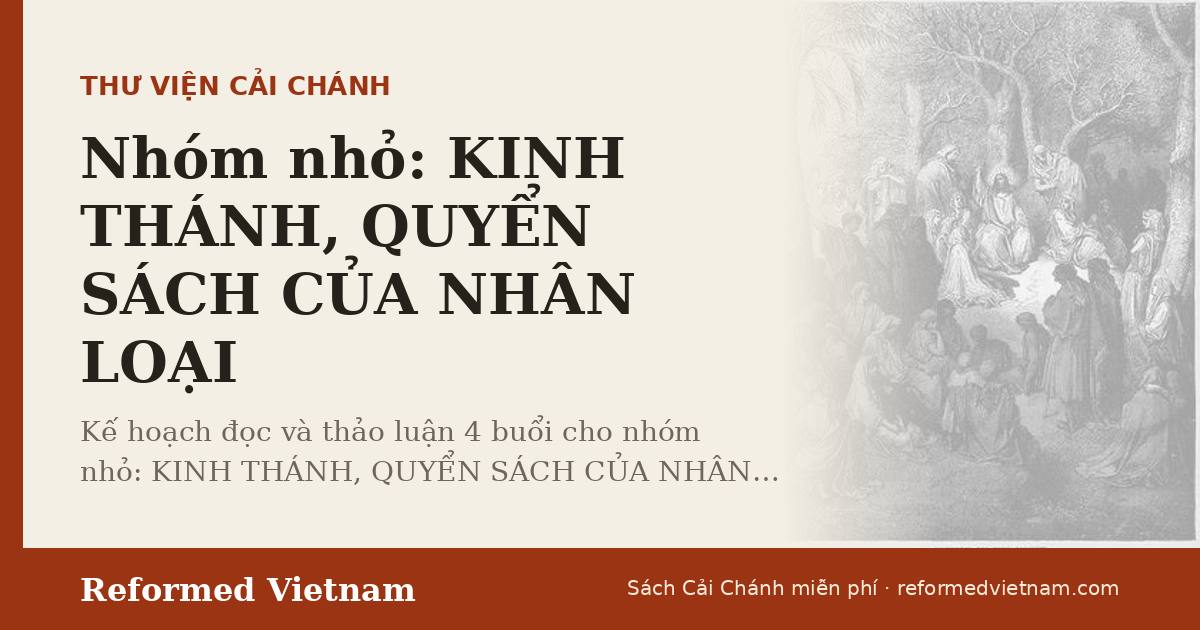 THƯ VIỆN CẢI CHÁNH
Nhóm nhỏ: KINH
THÁNH, QUYỂN
SÁCH CỦA NHÂN
LOẠI
Kế hoạch đọc và thảo luận 4 buổi cho nhóm
nhỏ: KINH THÁNH, QUYỂN SÁCH CỦA NHÂN...
Reformed Vietnam
Sách Cải Chánh miễn phí · reformedvietnam.com